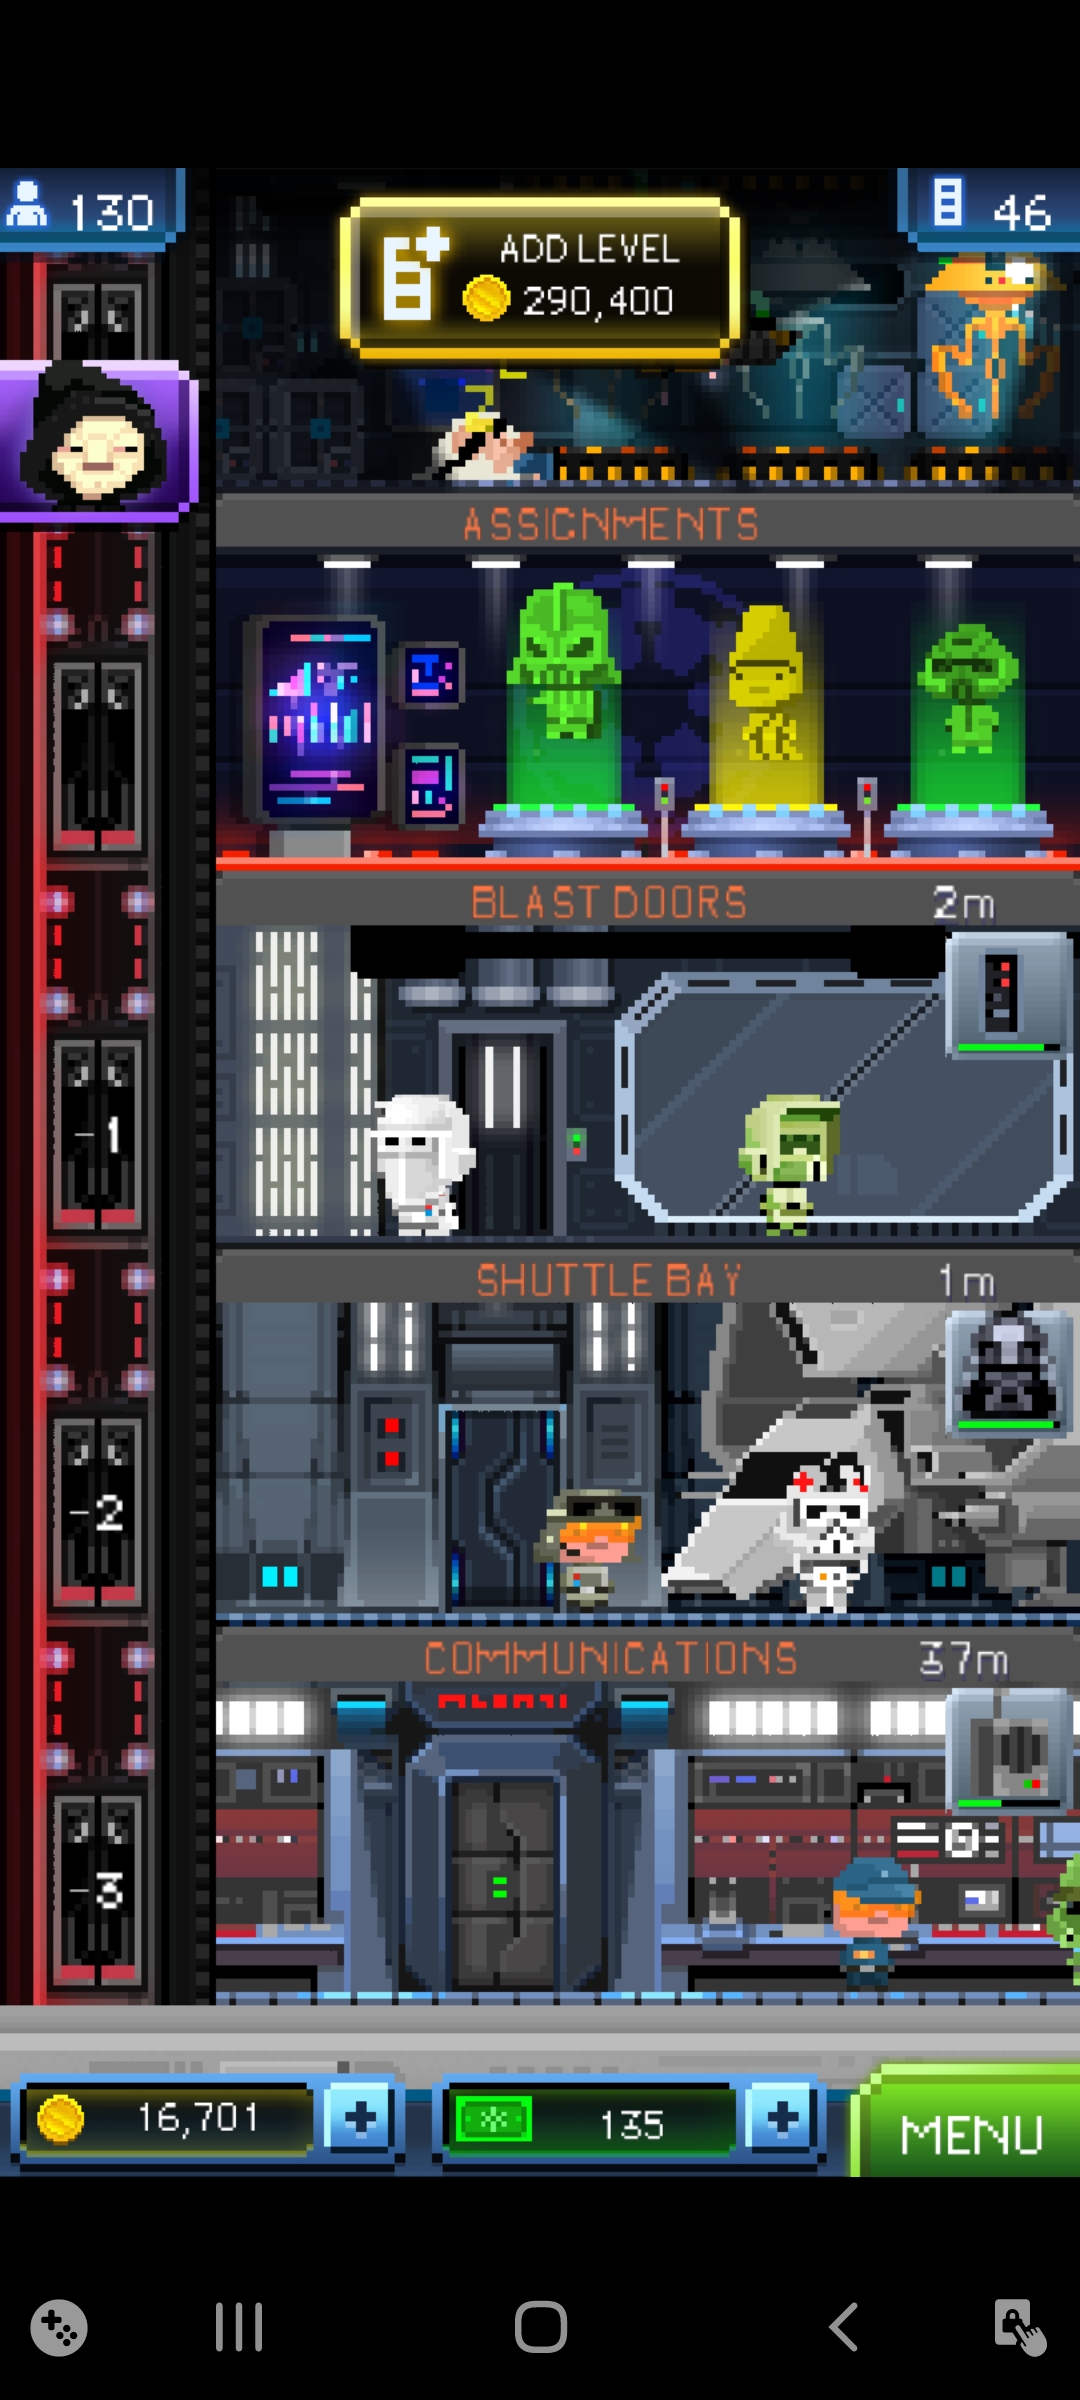 130
46
ADD LEVEL
290,400
ASSIGNMENTS
BLAST DOORS 2m
-1
SHUTTLE BAY 1m
-2
COMMUNICATIONS 37m
-3
16,701
135
MENU